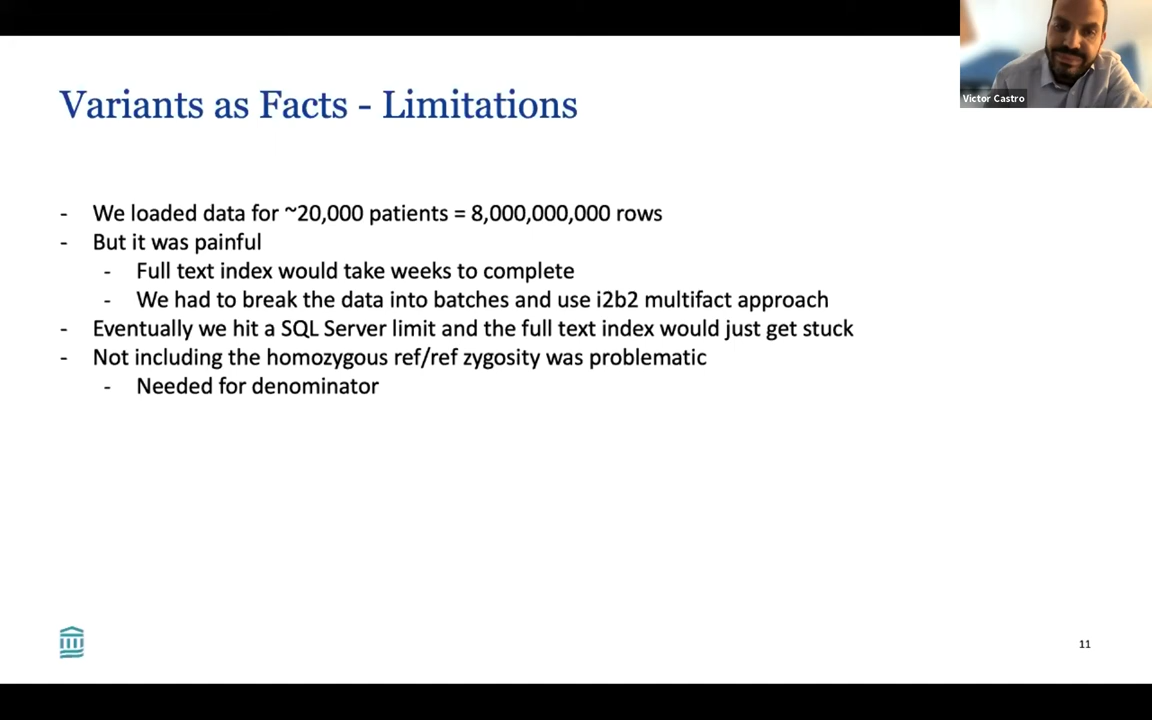 Victor Castro
Variants as Facts - Limitations
- We loaded data for ~20,000 patients = 8,000,000,000 rows
- But it was painful
- Full text index would take weeks to complete
- We had to break the data into batches and use i2b2 multifact approach
- Eventually we hit a SQL Server limit and the full text index would just get stuck
- Not including the homozygous ref/ref zygosity was problematic
- Needed for denominator
11